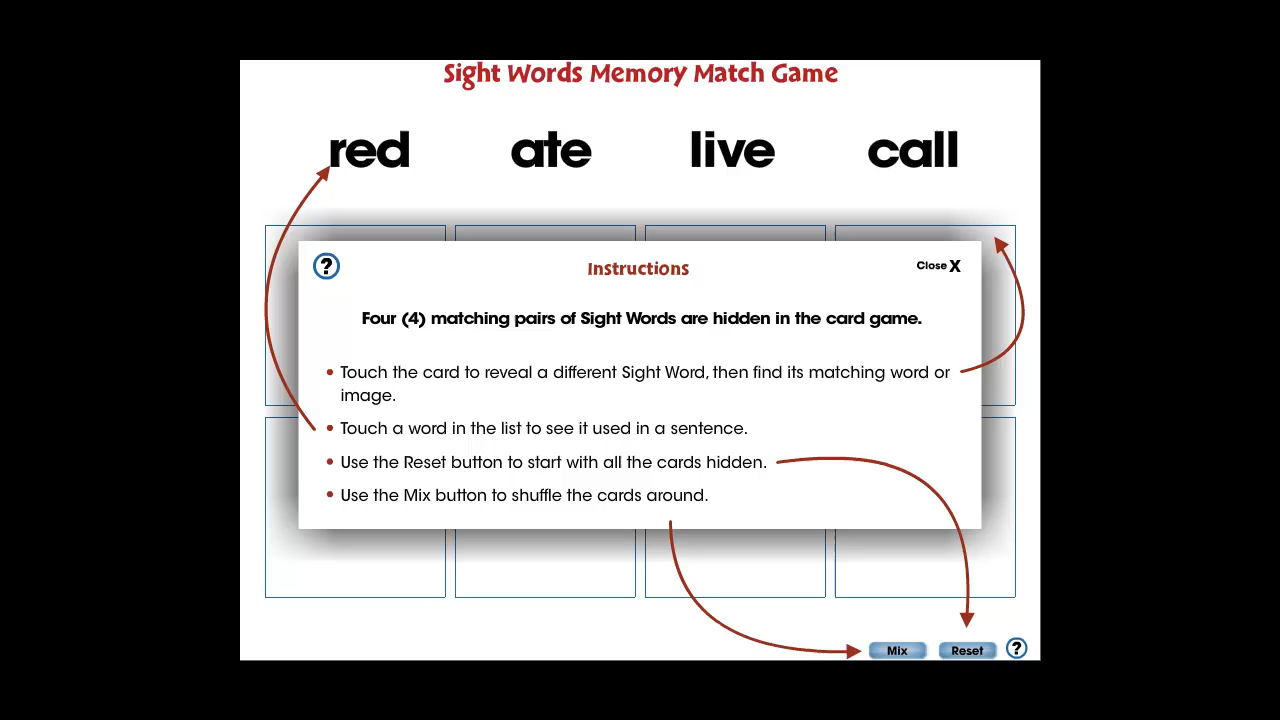 Sight Words Memory Match Game
red ate live call
?
Instructions
Close X
Four (4) matching pairs of Sight Words are hidden in the card game.
• Touch the card to reveal a different Sight Word, then find its matching word or
image.
• Touch a word in the list to see it used in a sentence.
• Use the Reset button to start with all the cards hidden.
• Use the Mix button to shuffle the cards around.
Mix Reset ?